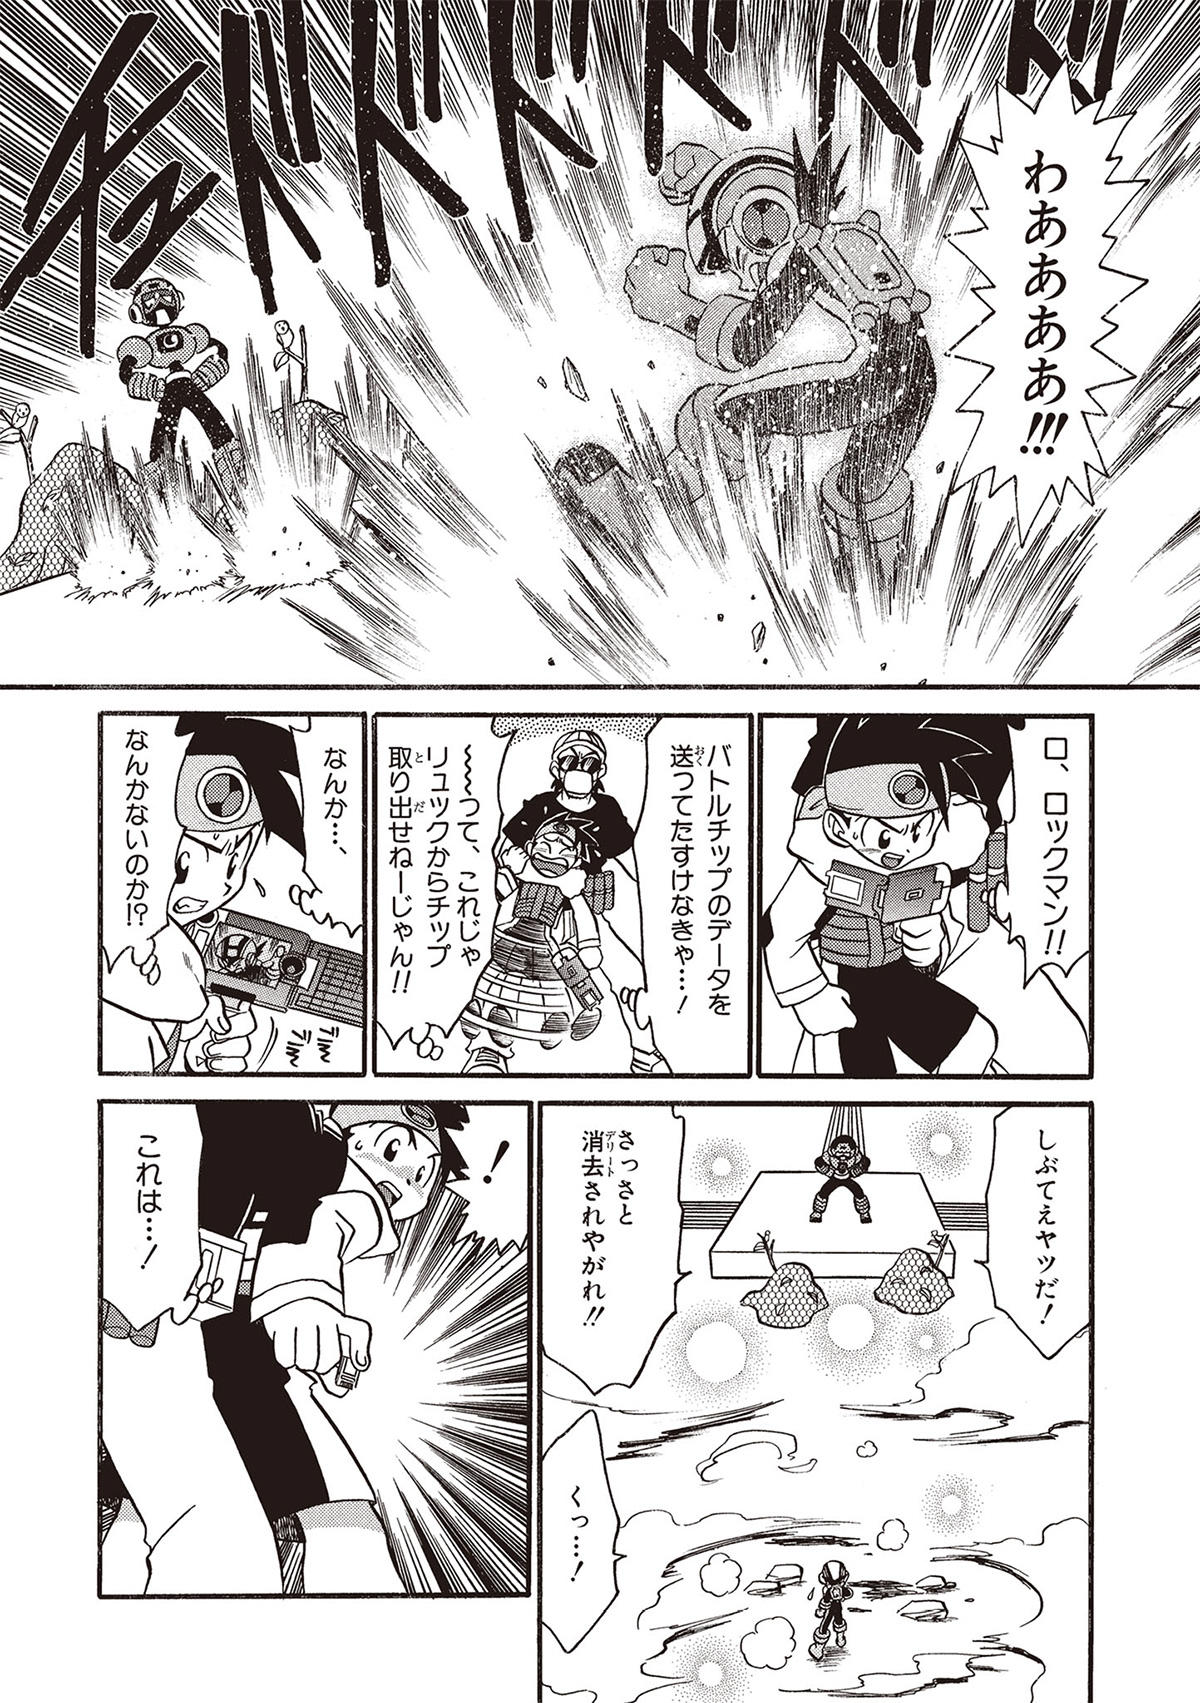 ドドドドドギュ
わああああ!!!
ロ、ロックマン!!
バトルチップのデータを
送ってたすけなきゃ…!
〜〜〜って、これじゃ
リュックからチップ
取り出せねーじゃん!!
なんか…、
なんかないのか!?
しぶてえヤツだ!
さっさと
消去されやがれ!!
くっ…!
!
これは…!